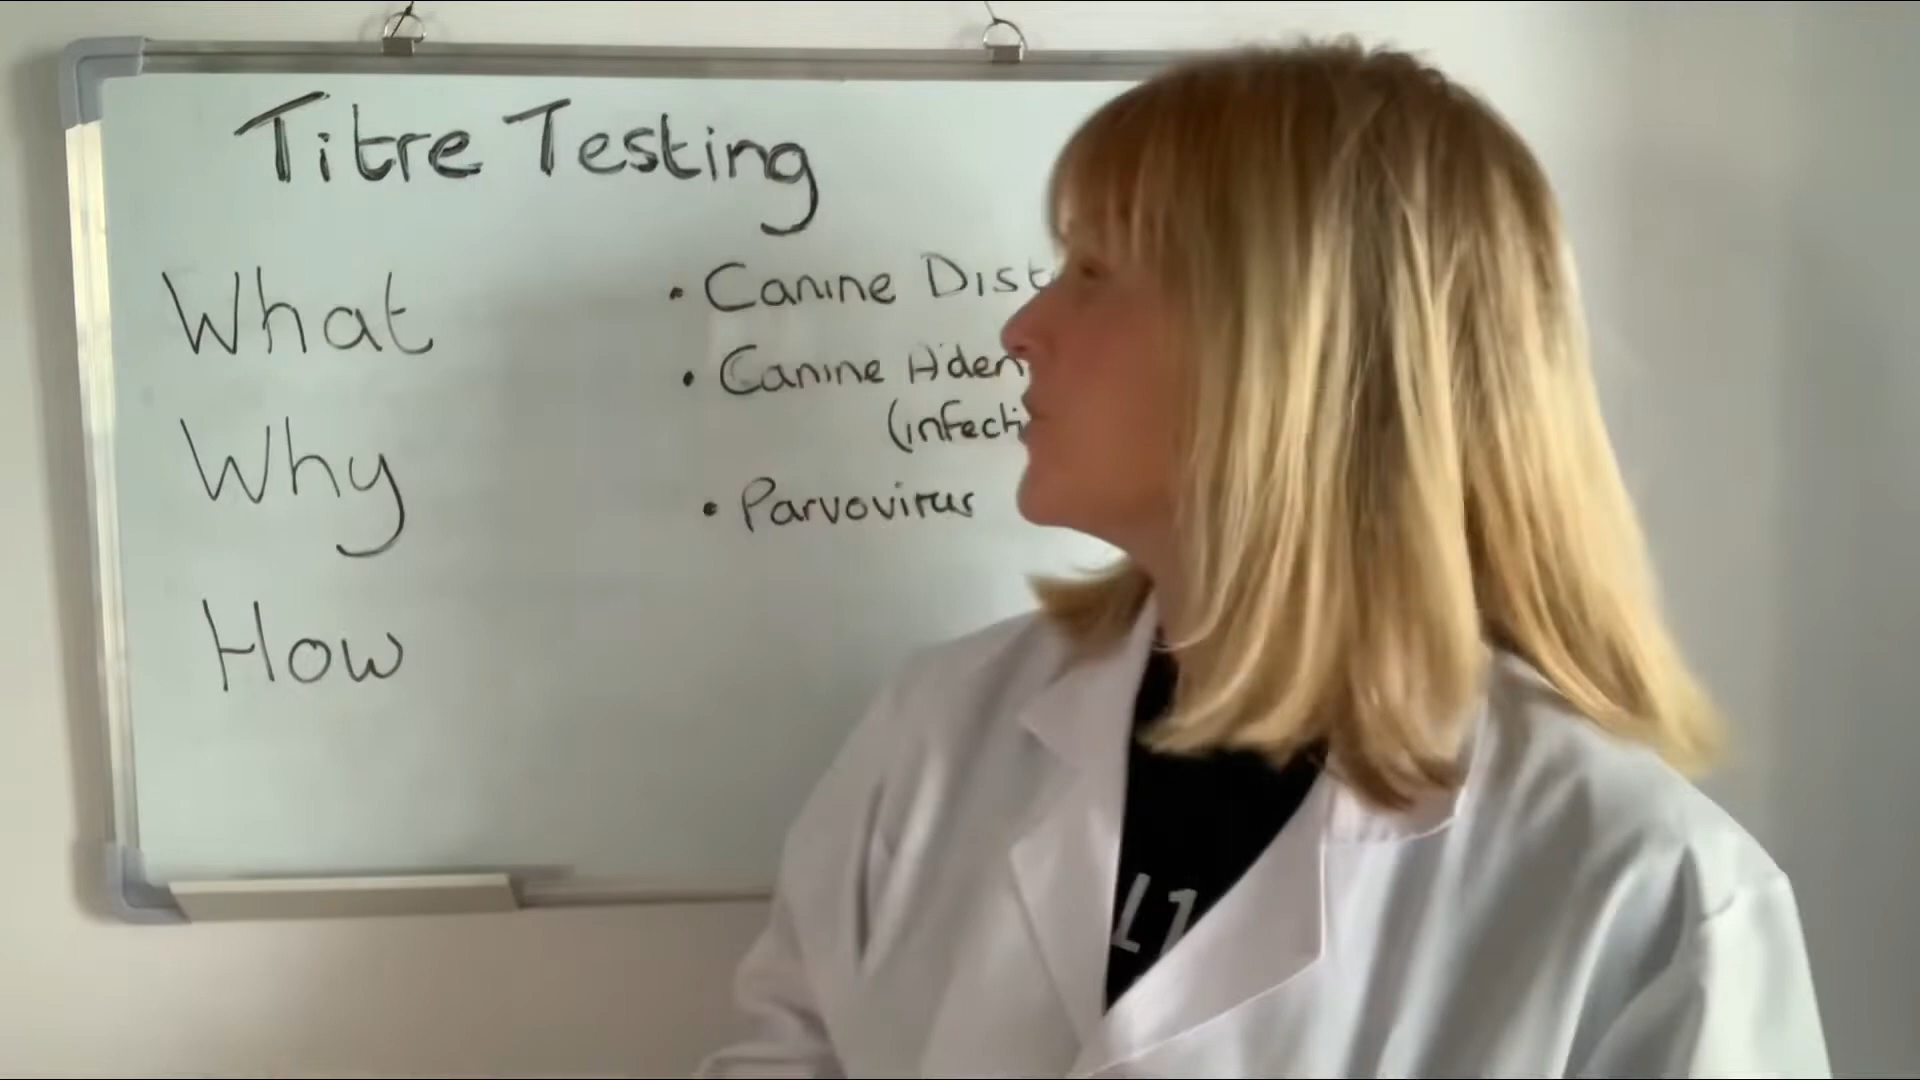 Titre Testing
What
Why
How
• Canine Dist
• Canine Aden
(infecti
• Parvovirus